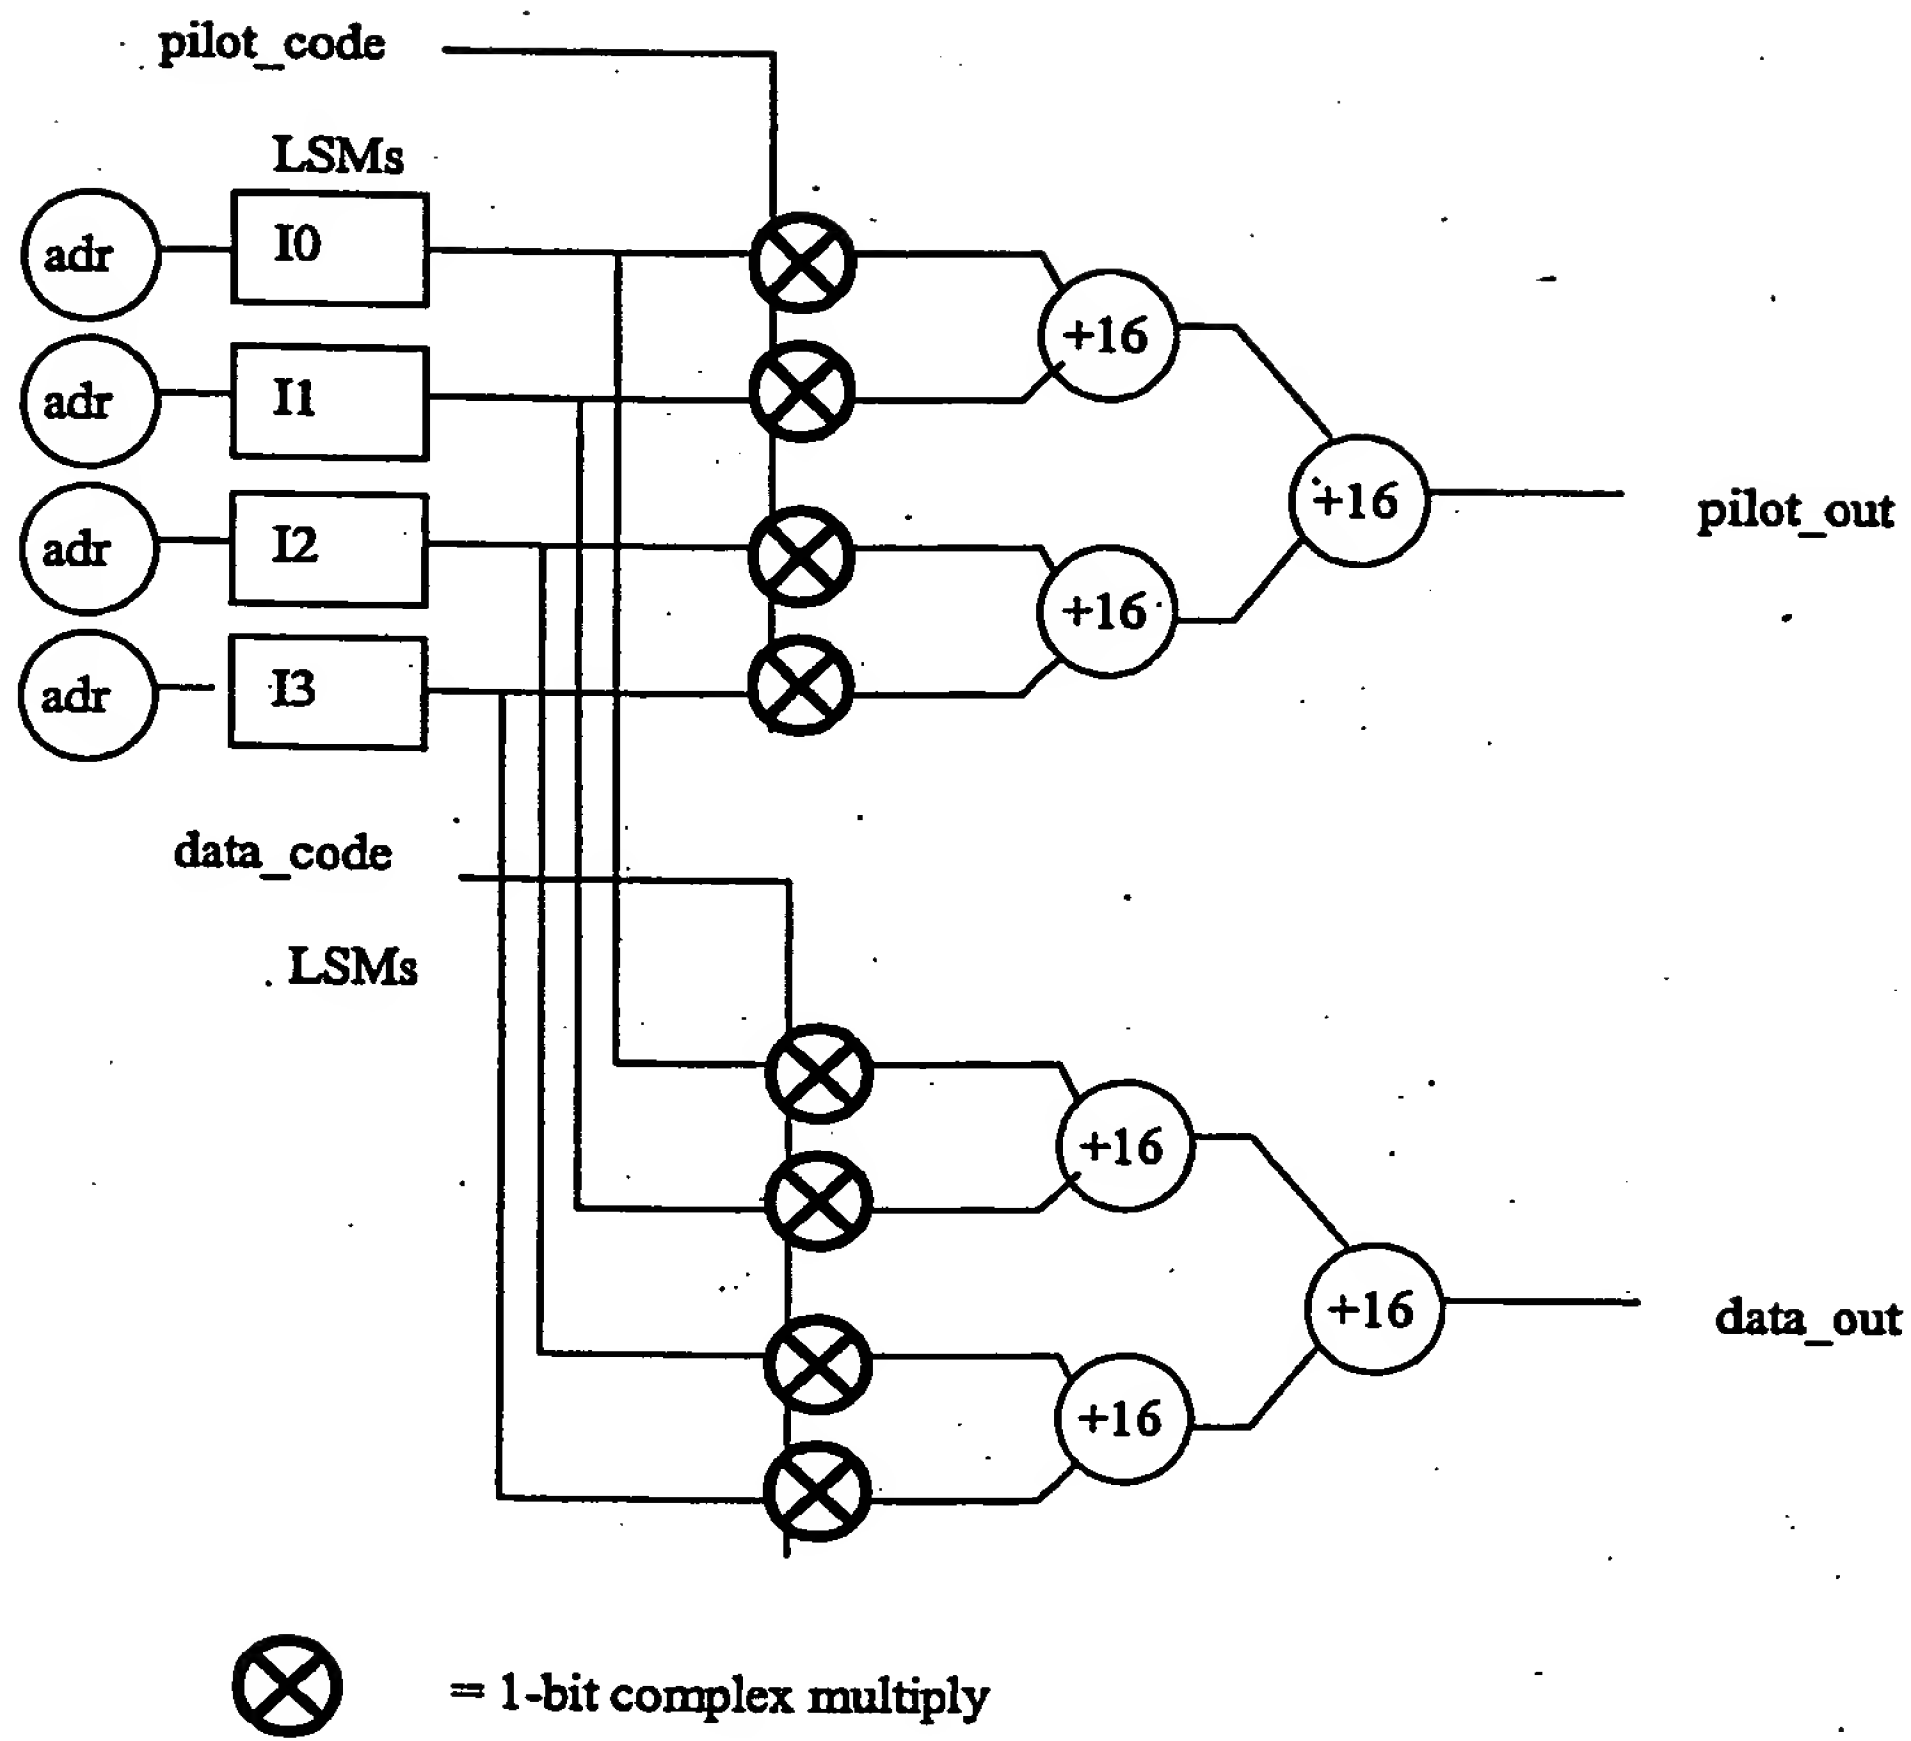 pilot_code
LSMs
adr
I0
adr
I1
adr
I2
adr
I3
+16
+16
+16
pilot_out
data_code
LSMs
+16
+16
+16
data_out
= 1-bit complex multiply